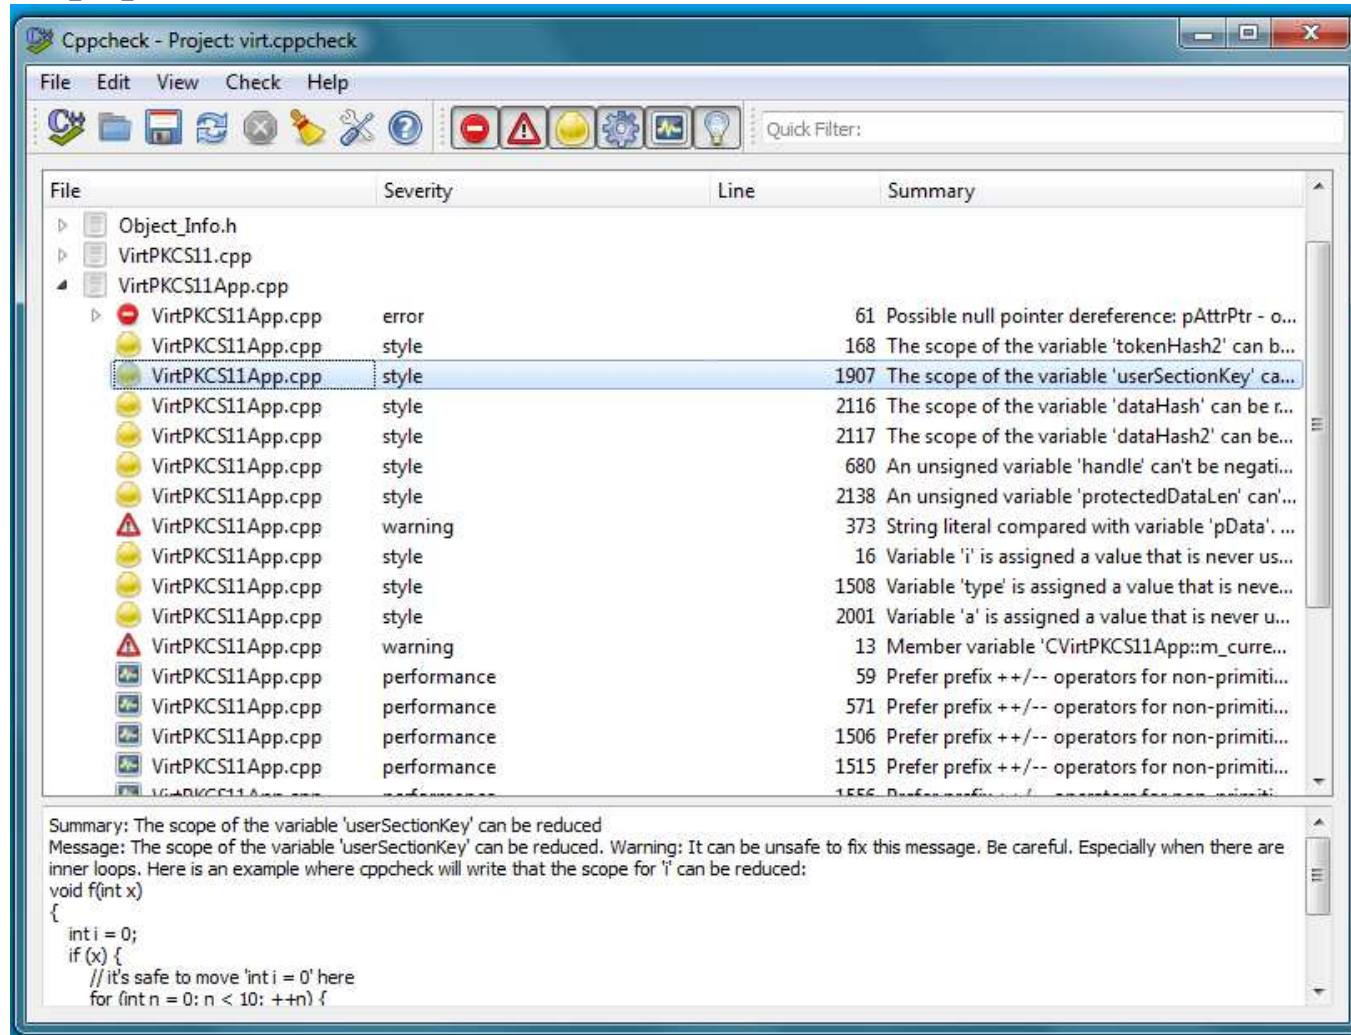 Cppcheck - Project: virt.cppcheck
File Edit View Check Help
Quick Filter:
File Severity Line Summary
Object_Info.h
VirtPKCS11.cpp
VirtPKCS11App.cpp
VirtPKCS11App.cpp error 61 Possible null pointer dereference: pAttrPtr - o...
VirtPKCS11App.cpp style 168 The scope of the variable 'tokenHash2' can b...
VirtPKCS11App.cpp style 1907 The scope of the variable 'userSectionKey' ca...
VirtPKCS11App.cpp style 2116 The scope of the variable 'dataHash' can be r...
VirtPKCS11App.cpp style 2117 The scope of the variable 'dataHash2' can be...
VirtPKCS11App.cpp style 680 An unsigned variable 'handle' can't be negati...
VirtPKCS11App.cpp style 2138 An unsigned variable 'protectedDataLen' can'...
VirtPKCS11App.cpp warning 373 String literal compared with variable 'pData'. ...
VirtPKCS11App.cpp style 16 Variable 'i' is assigned a value that is never us...
VirtPKCS11App.cpp style 1508 Variable 'type' is assigned a value that is neve...
VirtPKCS11App.cpp style 2001 Variable 'a' is assigned a value that is never u...
VirtPKCS11App.cpp warning 13 Member variable 'CVirtPKCS11App::m_curre...
VirtPKCS11App.cpp performance 59 Prefer prefix ++/-- operators for non-primiti...
VirtPKCS11App.cpp performance 571 Prefer prefix ++/-- operators for non-primiti...
VirtPKCS11App.cpp performance 1506 Prefer prefix ++/-- operators for non-primiti...
VirtPKCS11App.cpp performance 1515 Prefer prefix ++/-- operators for non-primiti...
Summary: The scope of the variable 'userSectionKey' can be reduced
Message: The scope of the variable 'userSectionKey' can be reduced. Warning: It can be unsafe to fix this message. Be careful. Especially when there are
inner loops. Here is an example where cppcheck will write that the scope for 'i' can be reduced:
void f(int x)
{
int i = 0;
if (x) {
// it's safe to move 'int i = 0' here
for (int n = 0; n < 10; ++n) {